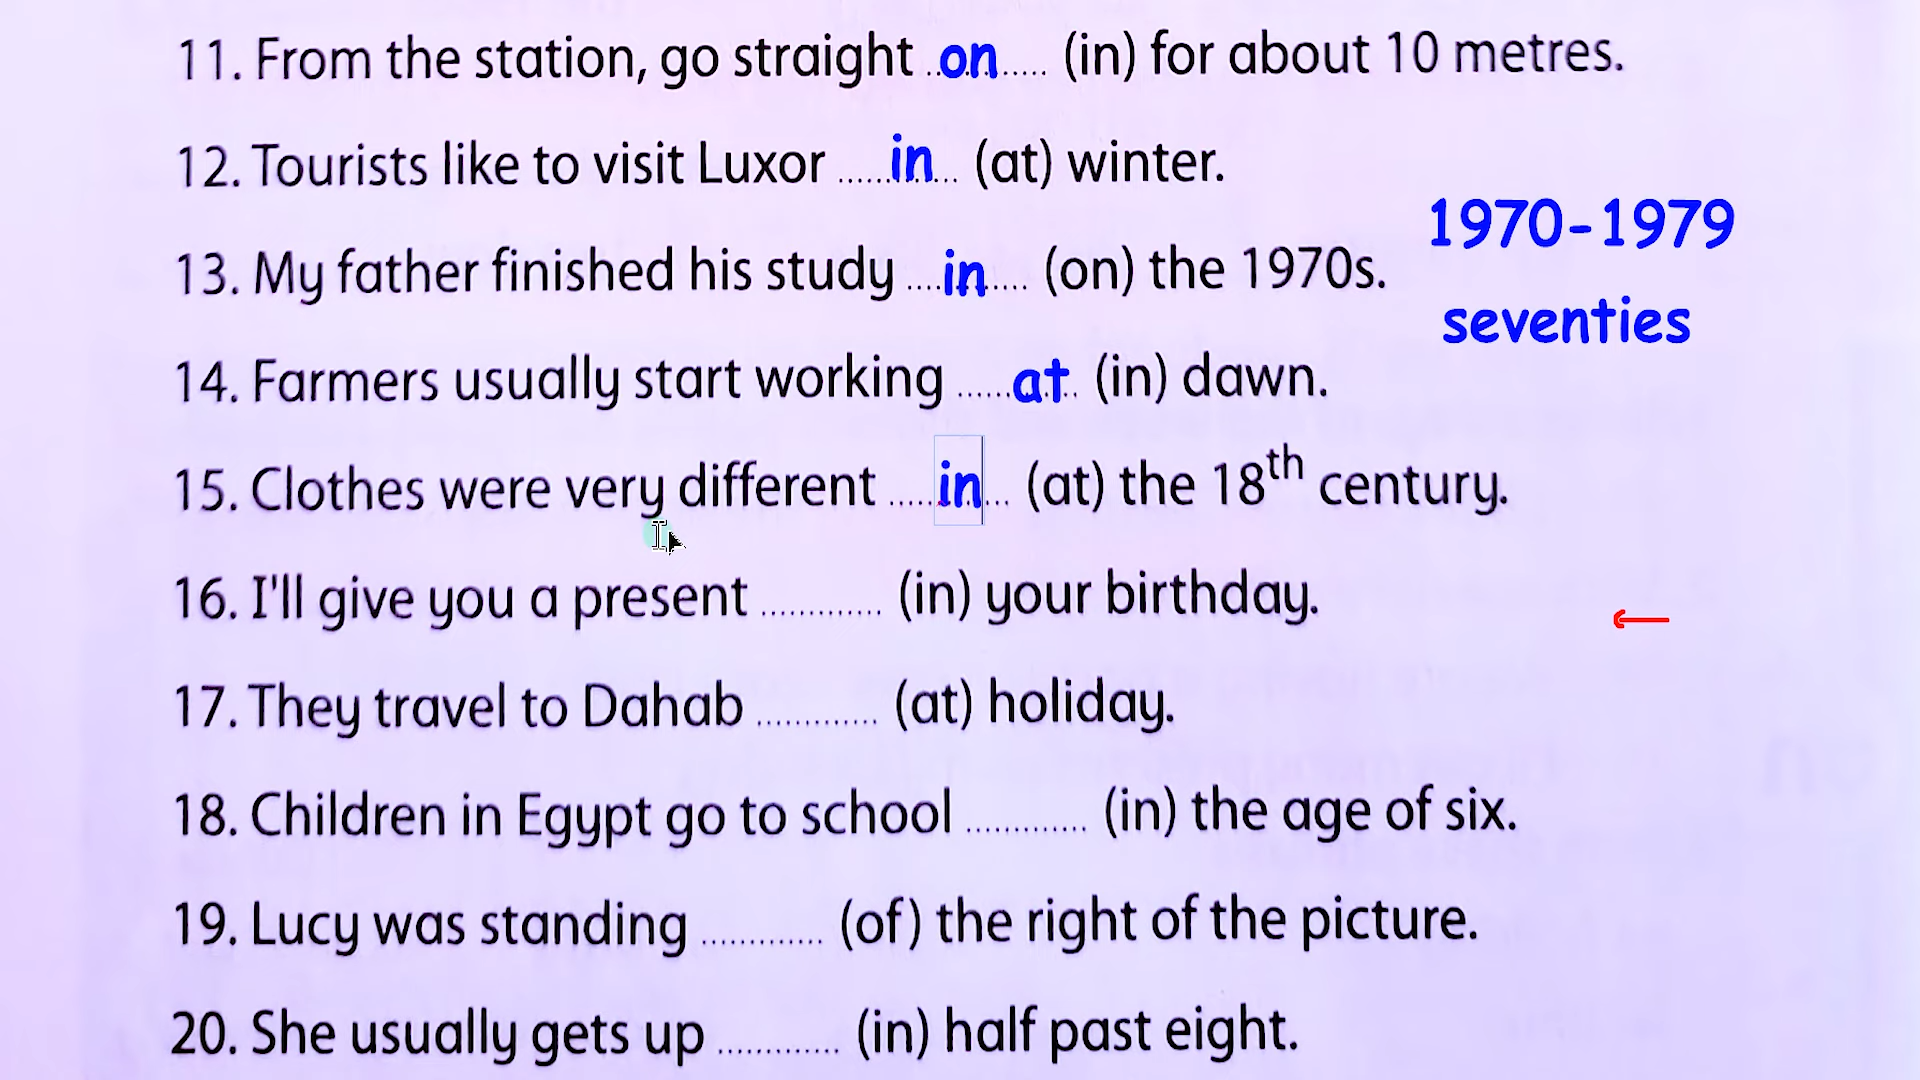 11. From the station, go straight ..on..... (in) for about 10 metres.
12. Tourists like to visit Luxor .....in... (at) winter.
1970-1979
13. My father finished his study ....in.... (on) the 1970s.
seventies
14. Farmers usually start working ......at. (in) dawn.
15. Clothes were very different .....in... (at) the 18th century.
16. I'll give you a present ............. (in) your birthday.
17. They travel to Dahab ............. (at) holiday.
18. Children in Egypt go to school ............. (in) the age of six.
19. Lucy was standing ............. (of) the right of the picture.
20. She usually gets up ............. (in) half past eight.